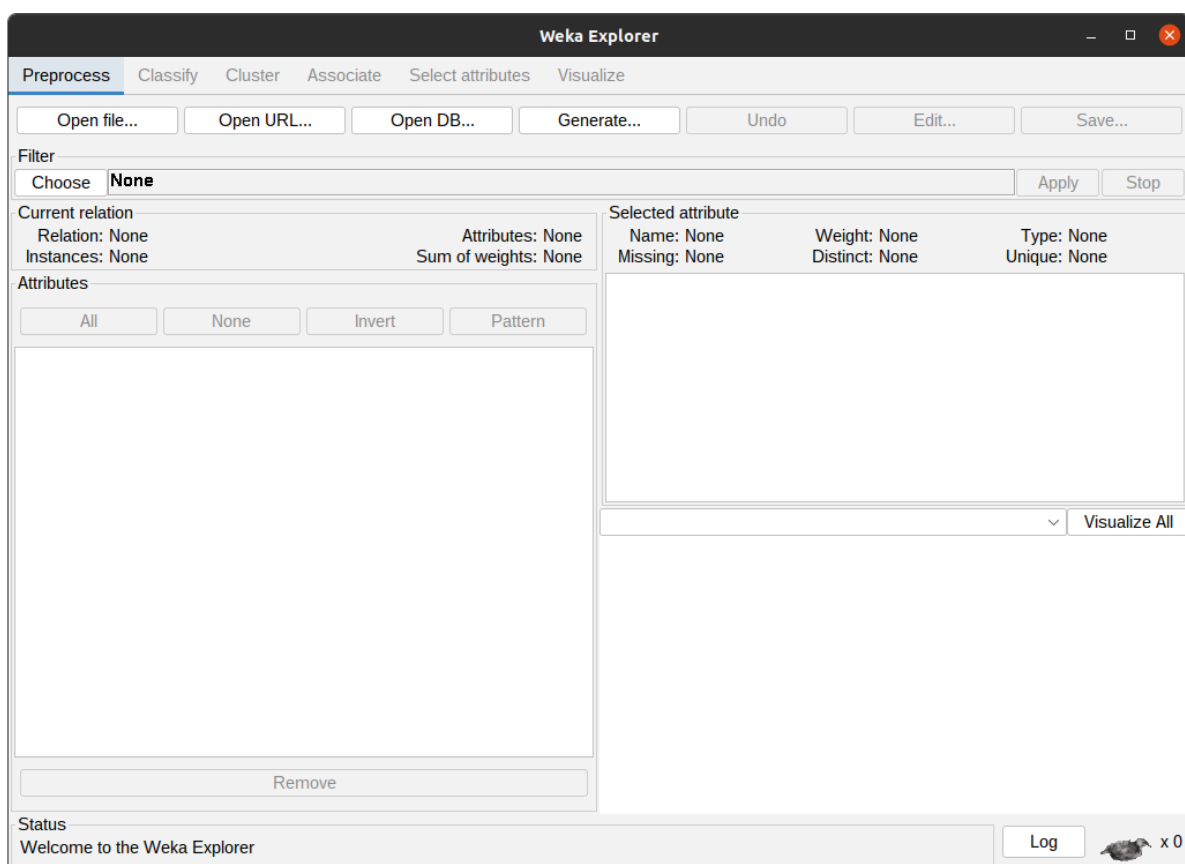 Weka Explorer
Preprocess Classify Cluster Associate Select attributes Visualize
Open file... Open URL... Open DB... Generate... Undo Edit... Save...
Filter
Choose None Apply Stop
Current relation
Relation: None Attributes: None
Instances: None Sum of weights: None
Selected attribute
Name: None Weight: None Type: None
Missing: None Distinct: None Unique: None
Attributes
All None Invert Pattern
Visualize All
Remove
Status
Welcome to the Weka Explorer
Log x 0